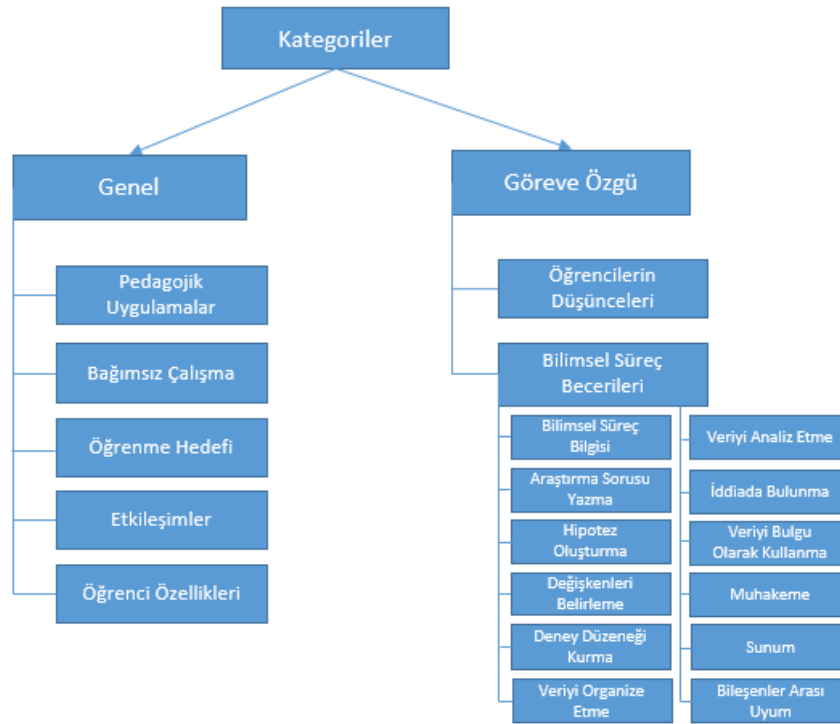 Kategoriler
Genel
Pedagojik
Uygulamalar
Bağımsız Çalışma
Öğrenme Hedefi
Etkileşimler
Öğrenci Özellikleri
Göreve Özgü
Öğrencilerin
Düşünceleri
Bilimsel Süreç
Becerileri
Bilimsel Süreç
Bilgisi
Araştırma Sorusu
Yazma
Hipotez
Oluşturma
Değişkenleri
Belirleme
Deney Düzeneği
Kurma
Veriyi Organize
Etme
Veriyi Analiz Etme
İddiada Bulunma
Veriyi Bulgu
Olarak Kullanma
Muhakeme
Sunum
Bileşenler Arası
Uyum